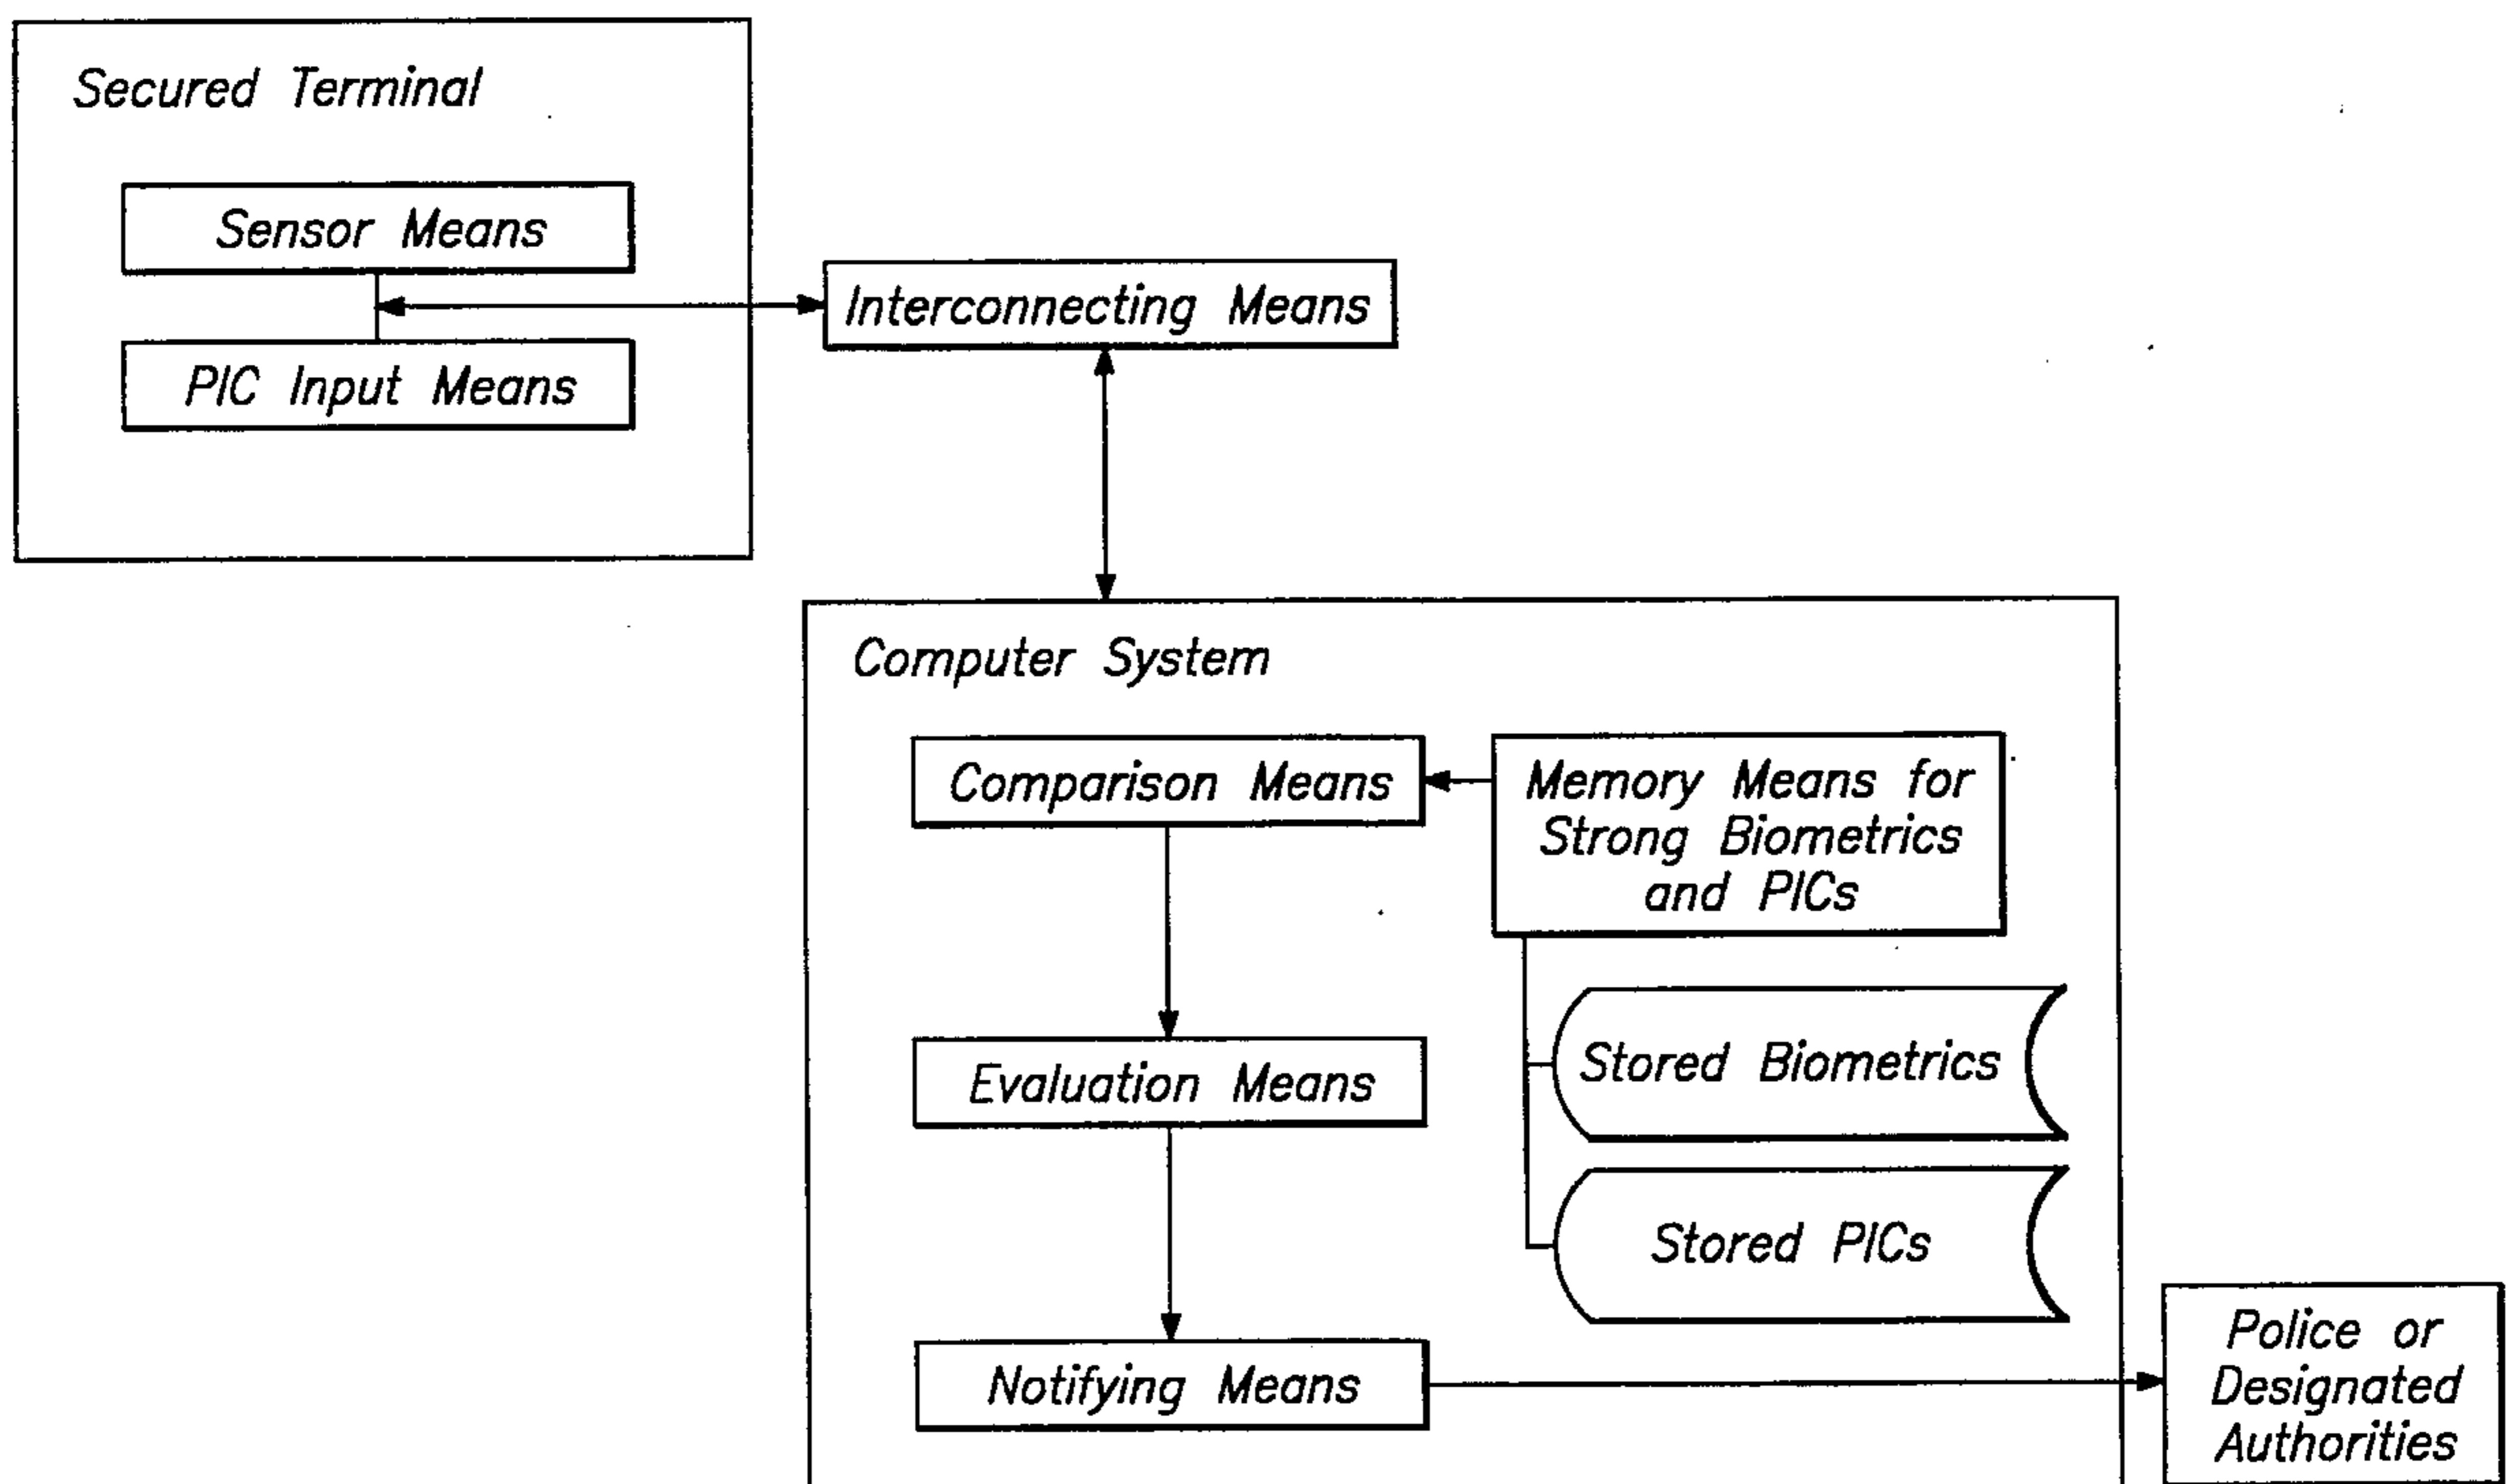 Secured Terminal
Sensor Means
PIC Input Means
Interconnecting Means
Computer System
Comparison Means
Memory Means for
Strong Biometrics
and PICs
Evaluation Means
Stored Biometrics
Stored PICs
Notifying Means
Police or
Designated
Authorities